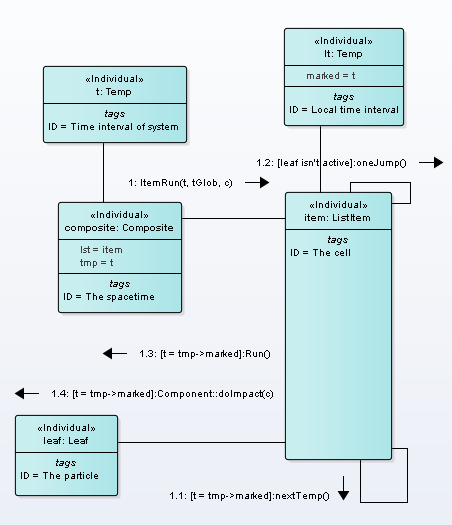 «Individual»
lt: Temp
marked = t
tags
ID = Local time interval
«Individual»
t: Temp
tags
ID = Time interval of system
1.2: [leaf isn't active]:oneJump()
1: ItemRun(t, tGlob, c)
«Individual»
item: ListItem
tags
ID = The cell
«Individual»
composite: Composite
lst = item
tmp = t
tags
ID = The spacetime
1.3: [t = tmp->marked]:Run()
1.4: [t = tmp->marked]:Component::doImpact(c)
«Individual»
leaf: Leaf
tags
ID = The particle
1.1: [t = tmp->marked]:nextTemp()